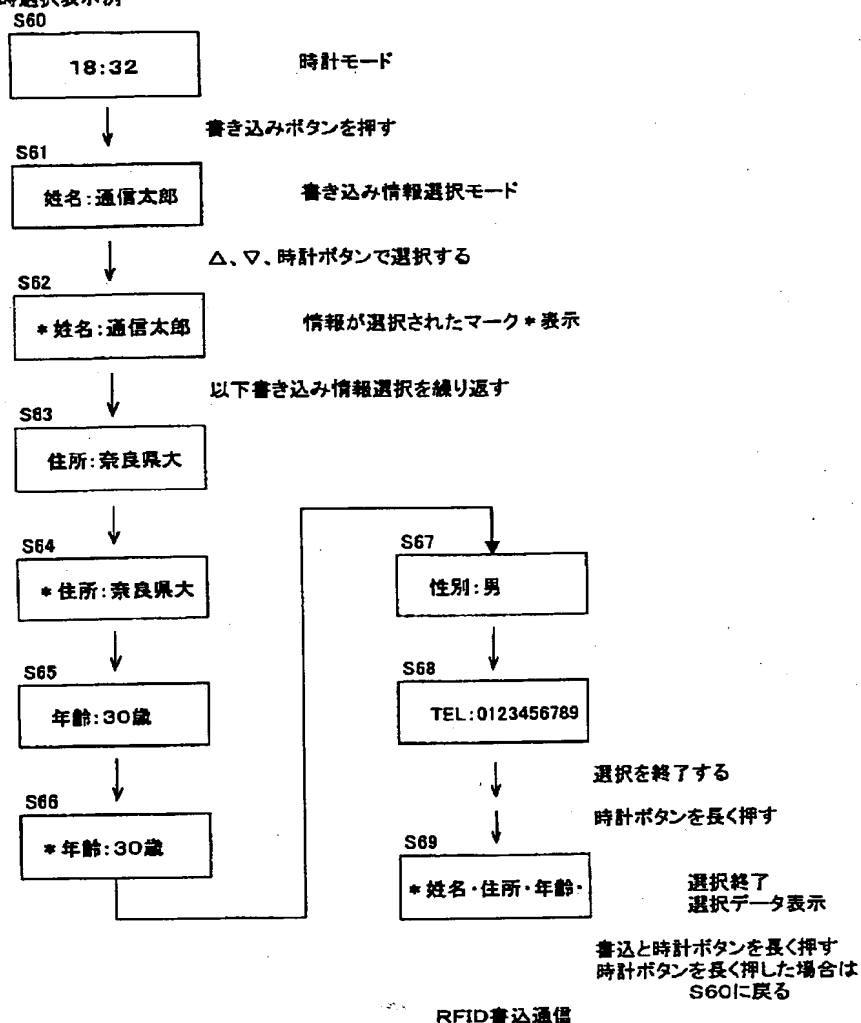 時選択表示例
S60
18:32
時計モード
書き込みボタンを押す
S61
姓名:通信太郎
書き込み情報選択モード
△、▽、時計ボタンで選択する
S62
*姓名:通信太郎
情報が選択されたマーク*表示
以下書き込み情報選択を繰り返す
S63
住所:奈良県大
S64
*住所:奈良県大
S65
年齢:30歳
S66
*年齢:30歳
S67
性別:男
S68
TEL:0123456789
選択を終了する
時計ボタンを長く押す
S69
*姓名・住所・年齢・
選択終了
選択データ表示
書込と時計ボタンを長く押す
時計ボタンを長く押した場合は
S60に戻る
RFID書込通信